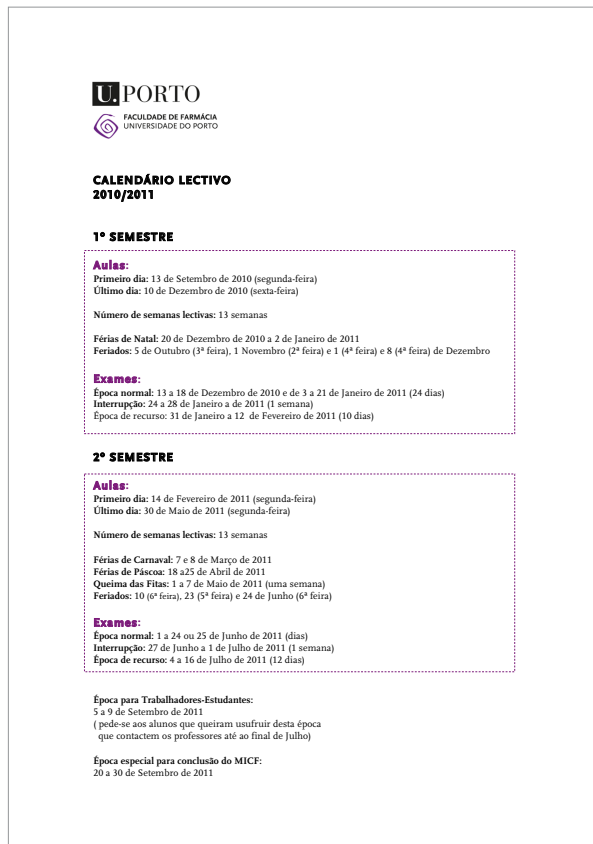 U.PORTO
FACULDADE DE FARMÁCIA
UNIVERSIDADE DO PORTO
CALENDÁRIO LECTIVO
2010/2011
1º SEMESTRE
Aulas:
Primeiro dia: 13 de Setembro de 2010 (segunda-feira)
Último dia: 10 de Dezembro de 2010 (sexta-feira)
Número de semanas lectivas: 13 semanas
Férias de Natal: 20 de Dezembro de 2010 a 2 de Janeiro de 2011
Feriados: 5 de Outubro (3ª feira), 1 Novembro (2ª feira) e 1 (4ª feira) e 8 (4ª feira) de Dezembro
Exames:
Época normal: 13 a 18 de Dezembro de 2010 e de 3 a 21 de Janeiro de 2011 (24 dias)
Interrupção: 24 a 28 de Janeiro a de 2011 (1 semana)
Época de recurso: 31 de Janeiro a 12 de Fevereiro de 2011 (10 dias)
2º SEMESTRE
Aulas:
Primeiro dia: 14 de Fevereiro de 2011 (segunda-feira)
Último dia: 30 de Maio de 2011 (segunda-feira)
Número de semanas lectivas: 13 semanas
Férias de Carnaval: 7 e 8 de Março de 2011
Férias de Páscoa: 18 a25 de Abril de 2011
Queima das Fitas: 1 a 7 de Maio de 2011 (uma semana)
Feriados: 10 (6ª feira), 23 (5ª feira) e 24 de Junho (6ª feira)
Exames:
Época normal: 1 a 24 ou 25 de Junho de 2011 (dias)
Interrupção: 27 de Junho a 1 de Julho de 2011 (1 semana)
Época de recurso: 4 a 16 de Julho de 2011 (12 dias)
Época para Trabalhadores-Estudantes:
5 a 9 de Setembro de 2011
( pede-se aos alunos que queiram usufruir desta época
que contactem os professores até ao final de Julho)
Época especial para conclusão do MICF:
20 a 30 de Setembro de 2011